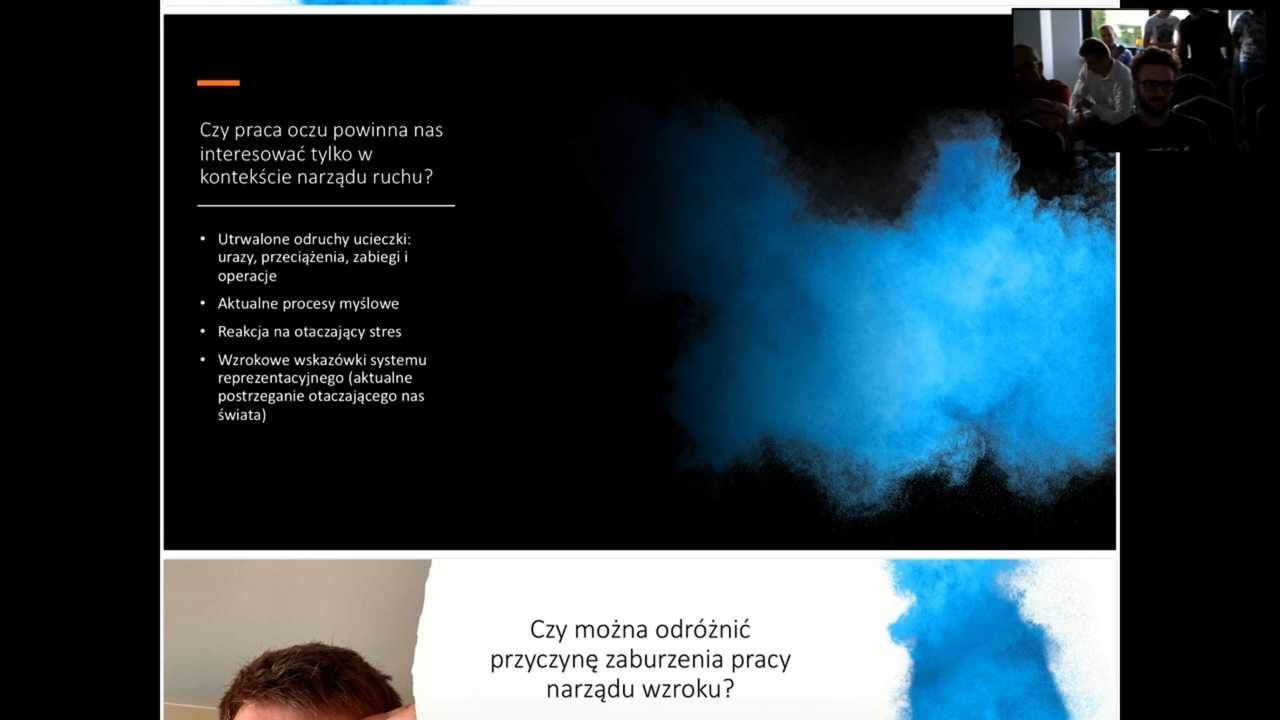 Czy praca oczu powinna nas
interesować tylko w
kontekście narządu ruchu?
• Utrwalone odruchy ucieczki:
urazy, przeciążenia, zabiegi i
operacje
• Aktualne procesy myślowe
• Reakcja na otaczający stres
• Wzrokowe wskazówki systemu
reprezentacyjnego (aktualne
postrzeganie otaczającego nas
świata)
Czy można odróżnić
przyczynę zaburzenia pracy
narządu wzroku?